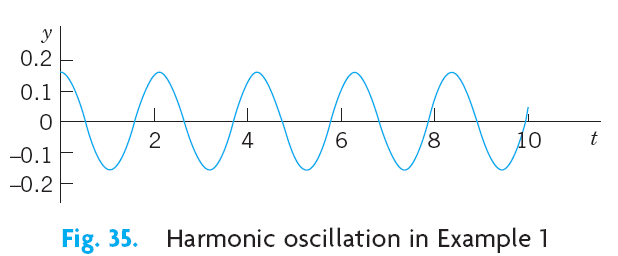 y
0.2
0.1
0
–0.1
–0.2
2 4 6 8 10 t
Fig. 35. Harmonic oscillation in Example 1